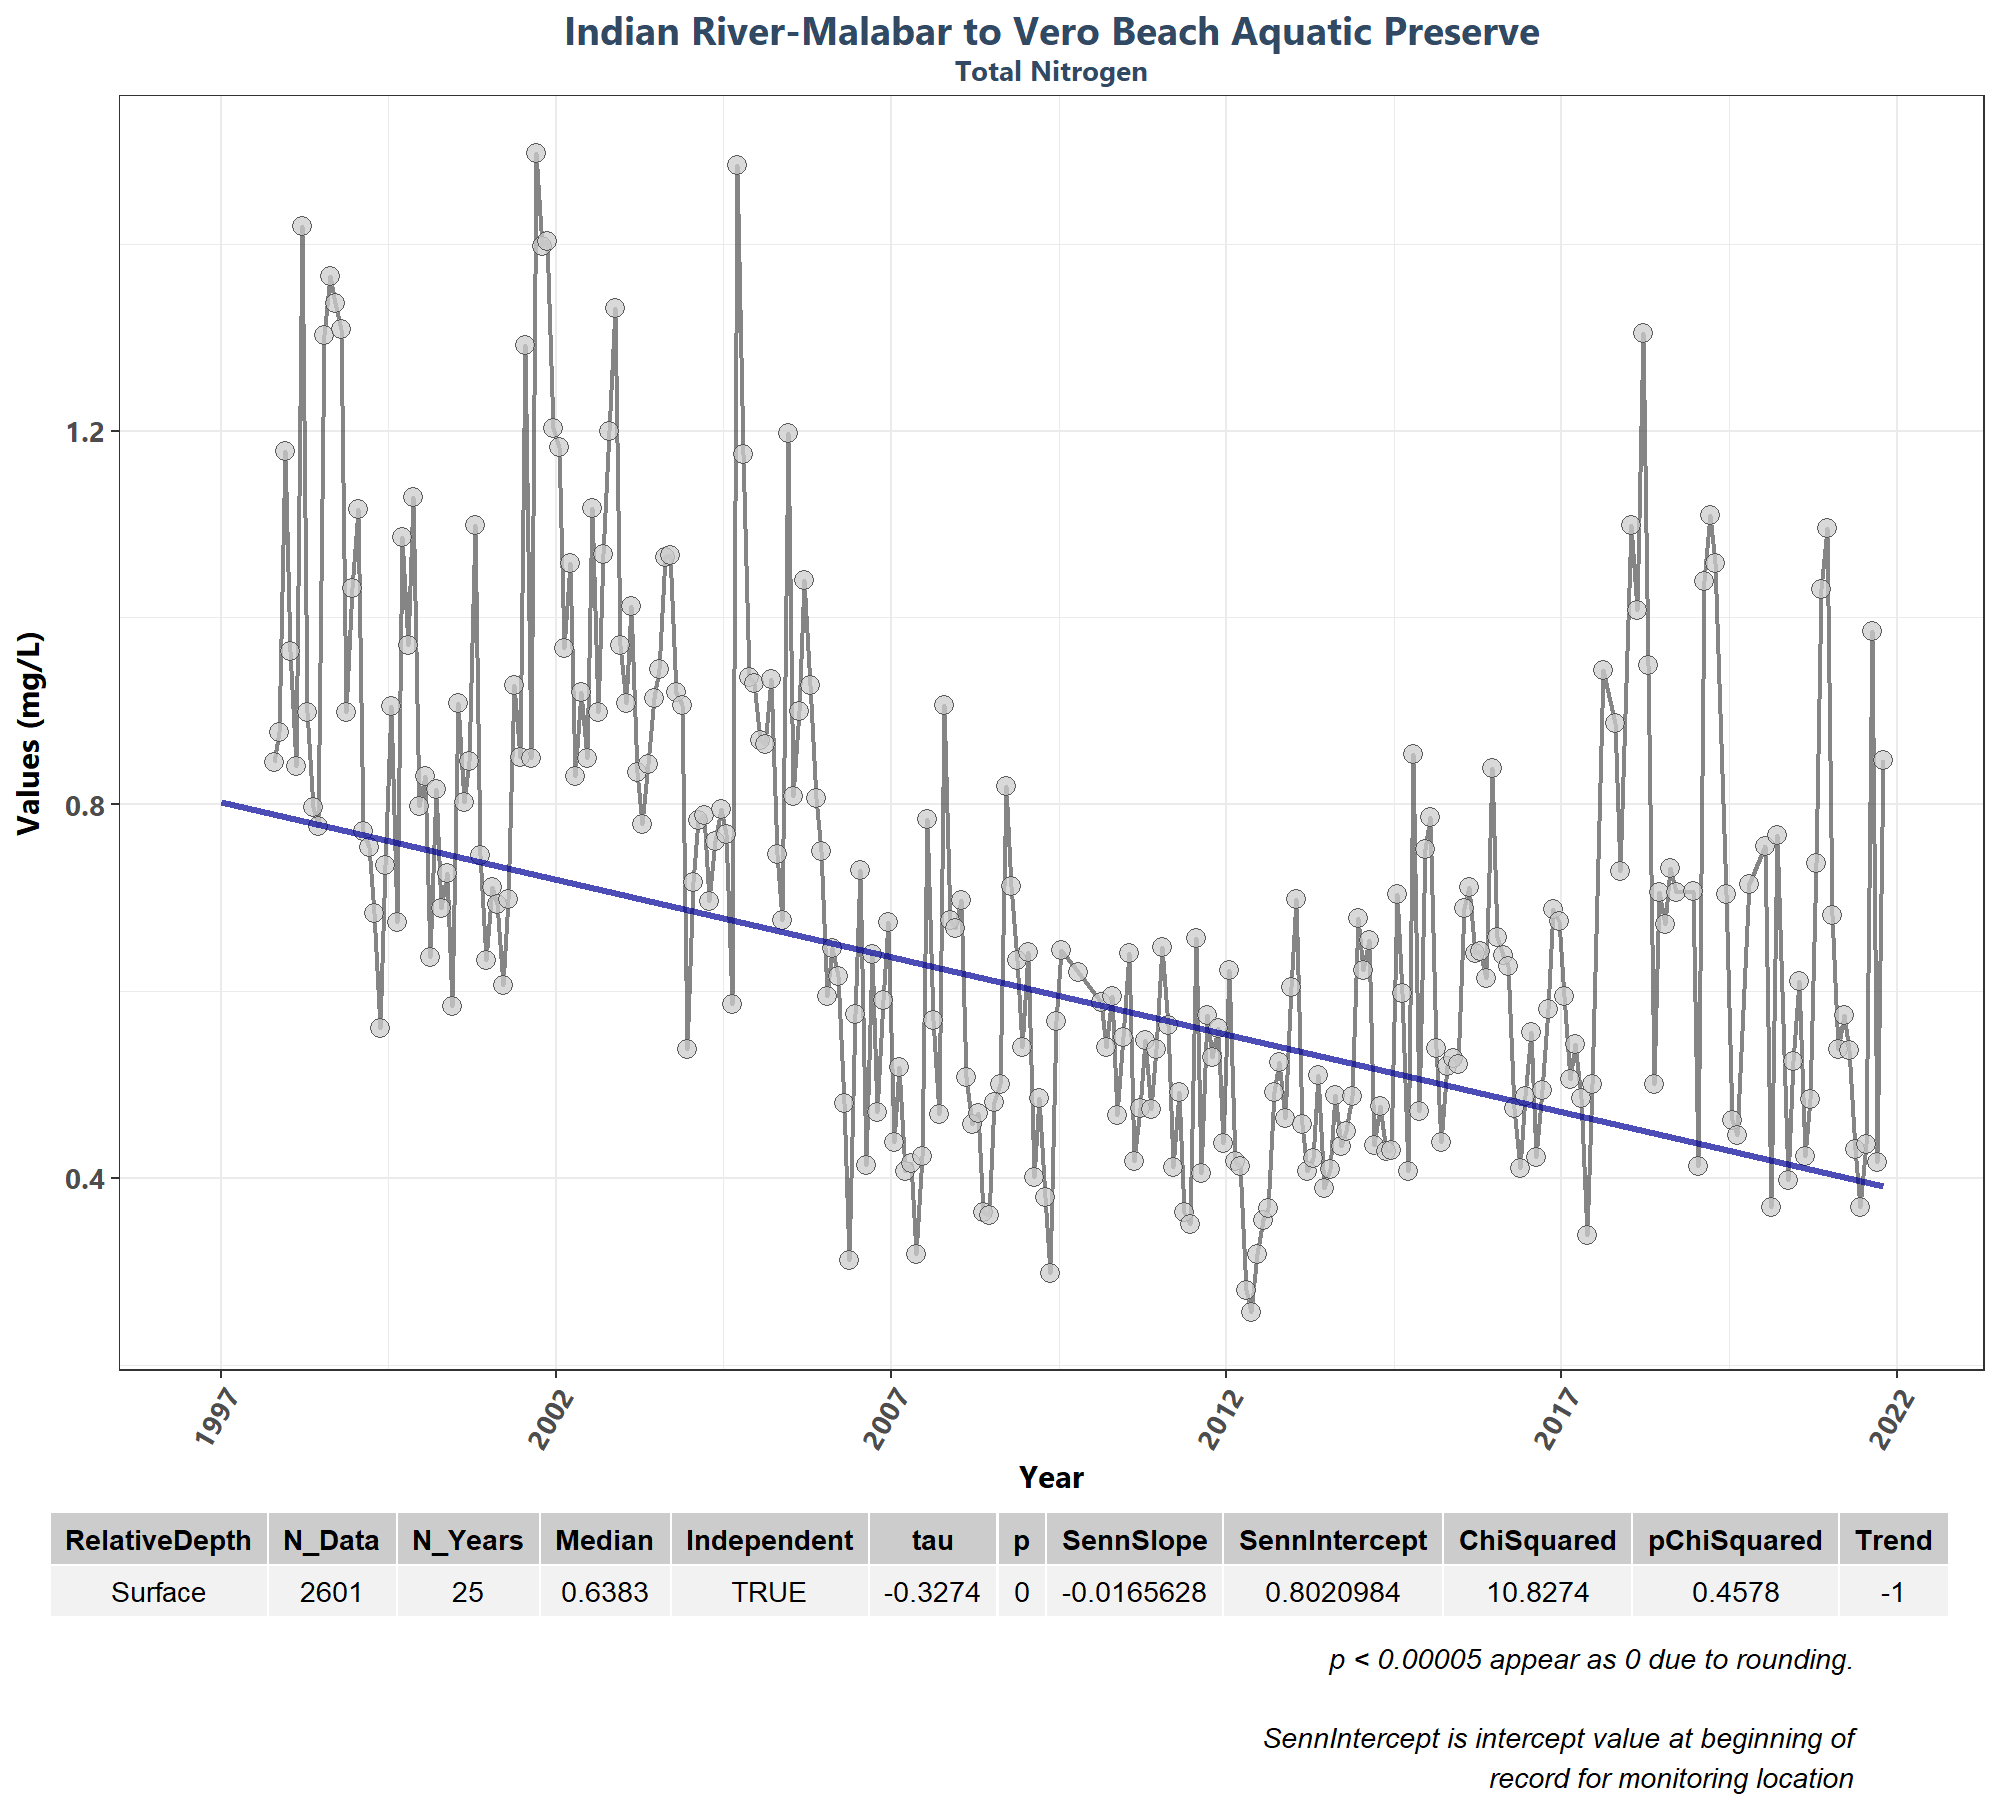 Indian River-Malabar to Vero Beach Aquatic Preserve
Total Nitrogen
Values (mg/L)
1.2
0.8
0.4
1997 2002 2007 2012 2017 2022
Year
RelativeDepth N_Data N_Years Median Independent tau p SennSlope SennIntercept ChiSquared pChiSquared Trend
Surface 2601 25 0.6383 TRUE -0.3274 0 -0.0165628 0.8020984 10.8274 0.4578 -1
p < 0.00005 appear as 0 due to rounding.
SennIntercept is intercept value at beginning of
record for monitoring location